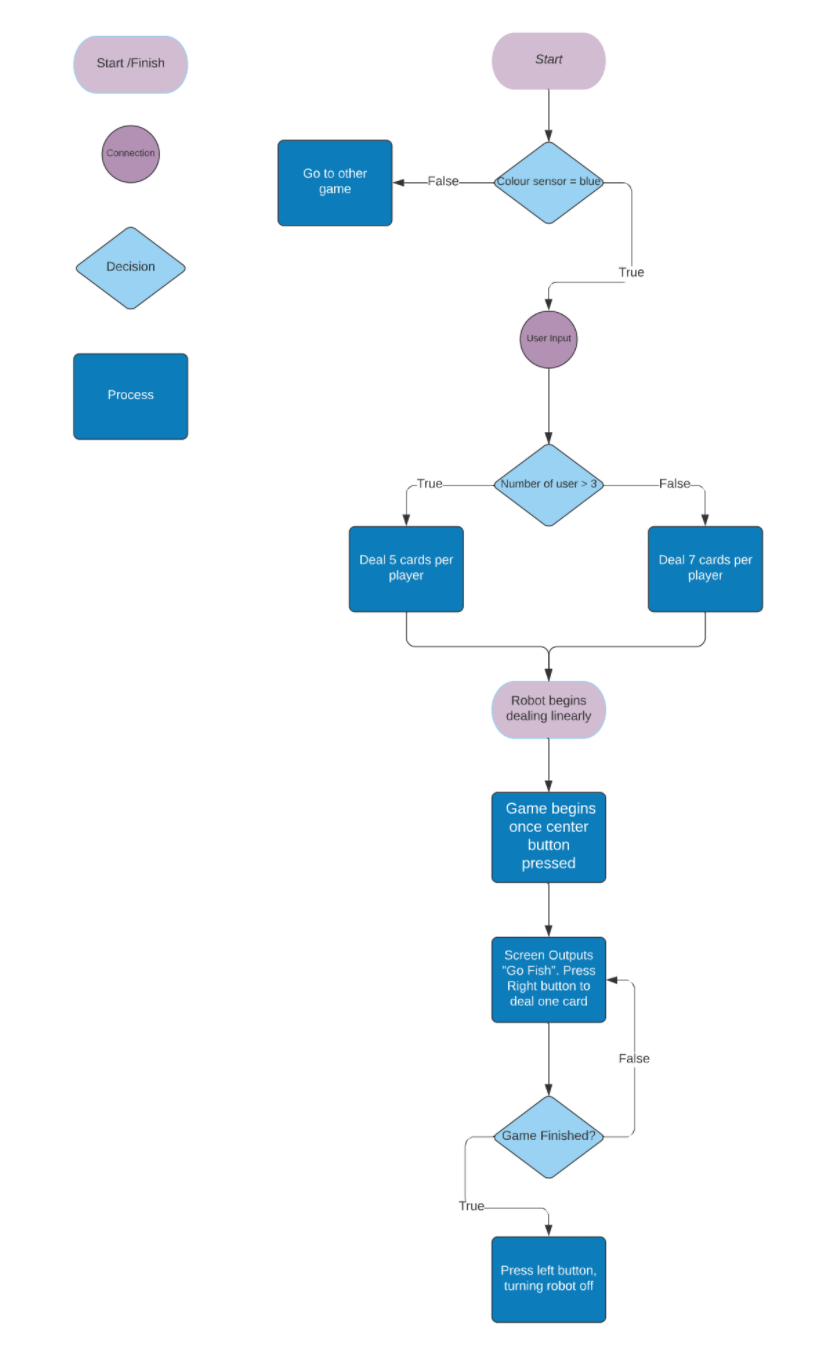 Start /Finish
Connection
Decision
Process
Start
Colour sensor = blue
False
Go to other
game
True
User Input
Number of user > 3
True
False
Deal 5 cards per
player
Deal 7 cards per
player
Robot begins
dealing linearly
Game begins
once center
button
pressed
Screen Outputs
"Go Fish". Press
Right button to
deal one card
False
Game Finished?
True
Press left button,
turning robot off